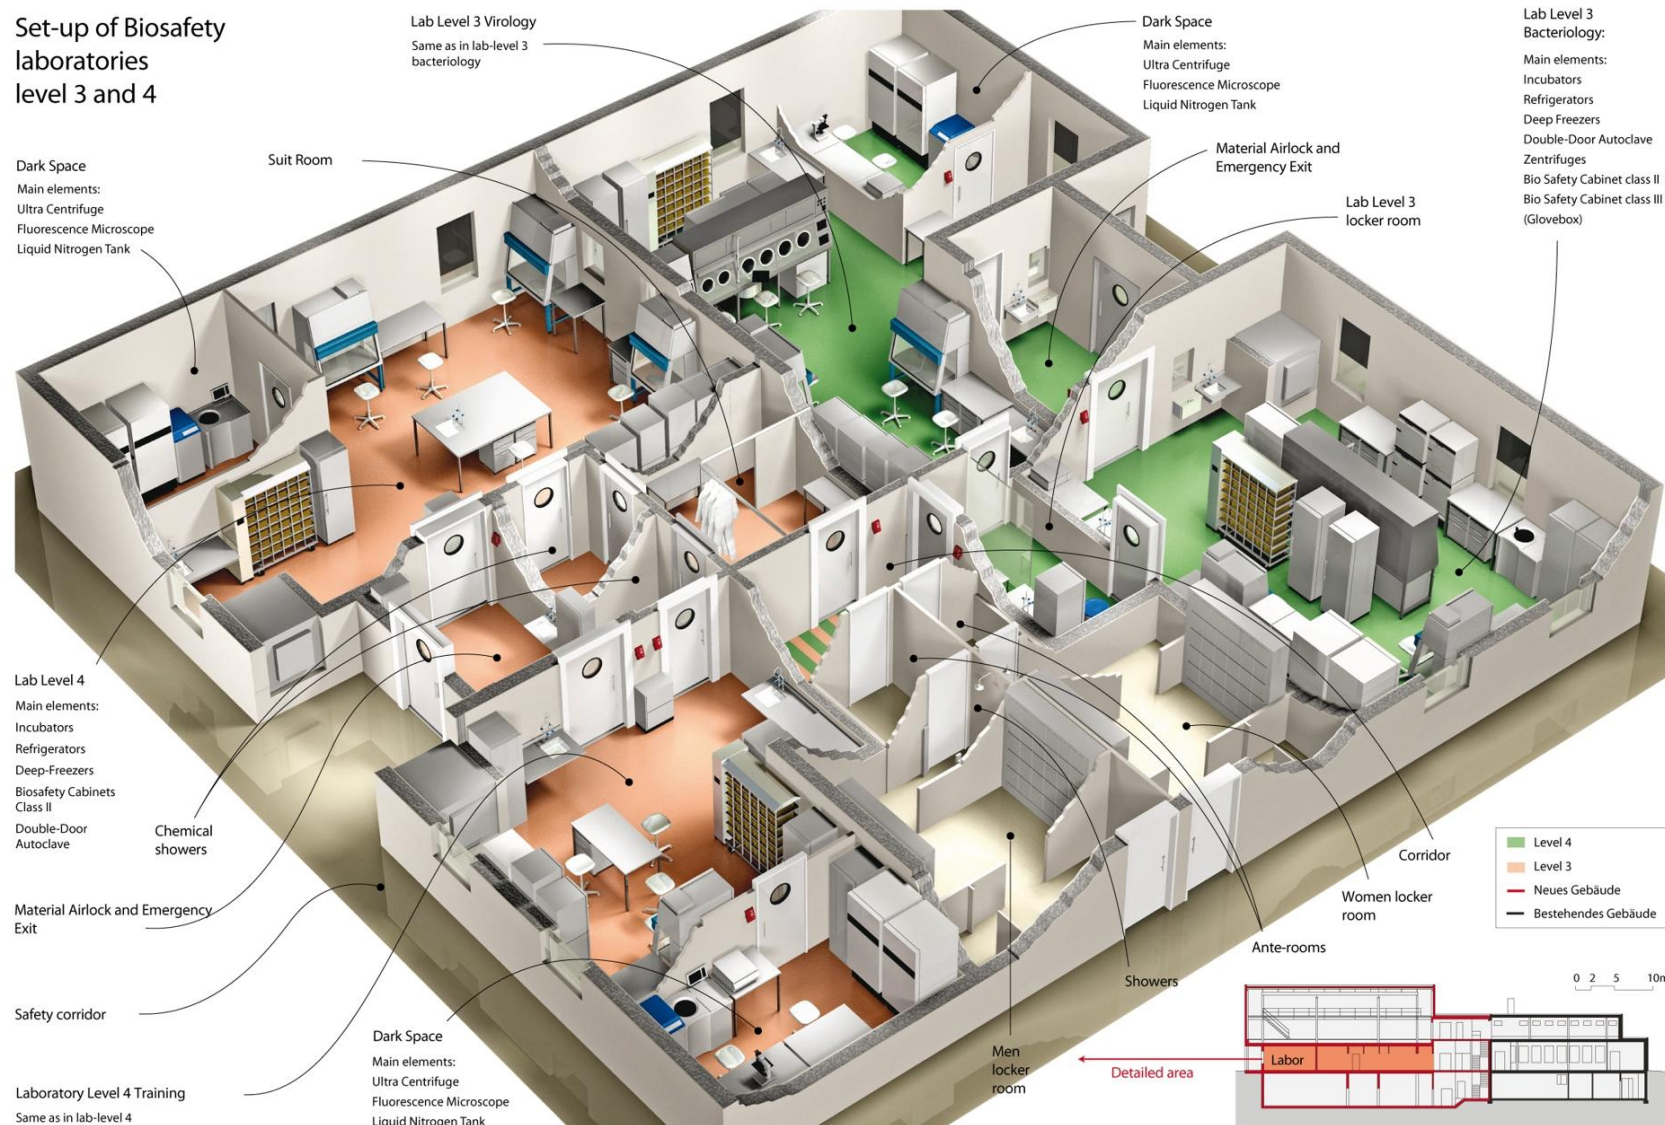 Set-up of Biosafety
laboratories
level 3 and 4
Lab Level 3 Virology
Same as in lab-level 3
bacteriology
Dark Space
Main elements:
Ultra Centrifuge
Fluorescence Microscope
Liquid Nitrogen Tank
Lab Level 3
Bacteriology:
Main elements:
Incubators
Refrigerators
Deep Freezers
Double-Door Autoclave
Zentrifuges
Bio Safety Cabinet class II
Bio Safety Cabinet class III
(Glovebox)
Dark Space
Main elements:
Ultra Centrifuge
Fluorescence Microscope
Liquid Nitrogen Tank
Suit Room
Material Airlock and
Emergency Exit
Lab Level 3
locker room
Lab Level 4
Main elements:
Incubators
Refrigerators
Deep-Freezers
Biosafety Cabinets
Class II
Double-Door
Autoclave
Chemical
showers
Material Airlock and Emergency
Exit
Safety corridor
Laboratory Level 4 Training
Same as in lab-level 4
Dark Space
Main elements:
Ultra Centrifuge
Fluorescence Microscope
Liquid Nitrogen Tank
Men
locker
room
Showers
Ante-rooms
Women locker
room
Corridor
Level 4
Level 3
Neues Gebäude
Bestehendes Gebäude
0 2 5 10m
Labor
Detailed area